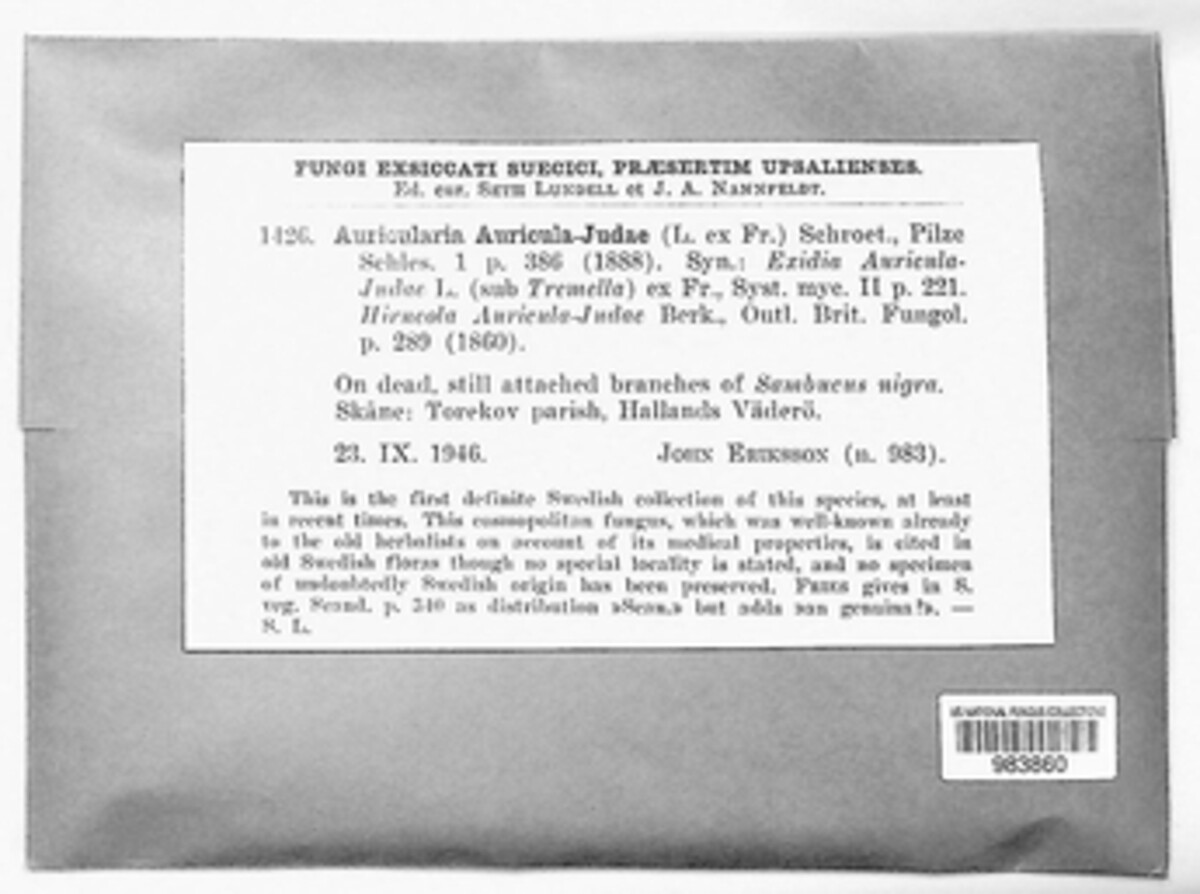 FUNGI EXSICCATI SUECICI, PRÆSERTIM UPSALIENSES.
Ed. cur. Seth Lundell et J. A. Nannfeldt.
1426. Auricularia Auricula-Judae (L. ex Fr.) Schroet., Pilze
Schles. 1 p. 386 (1888). Syn.: Exidia Auricula-
Judae L. (sub Tremella) ex Fr., Syst. myc. II p. 221.
Hirneola Auricula-Judae Berk., Outl. Brit. Fungol.
p. 289 (1860).
On dead, still attached branches of Sambucus nigra.
Skåne: Torekov parish, Hallands Väderö.
23. IX. 1946. John Eriksson (n. 983).
This is the first definite Swedish collection of this species, at least
in recent times. This cosmopolitan fungus, which was well-known already
to the old herbalists on account of its medical properties, is cited in
old Swedish floras though no special locality is stated, and no specimen
of undoubtedly Swedish origin has been preserved. Fries gives in S.
veg. Scand. p. 340 as distribution »Scan.» but adds »an genuina?». —
S. L.
US NATIONAL FUNGUS COLLECTIONS
983860